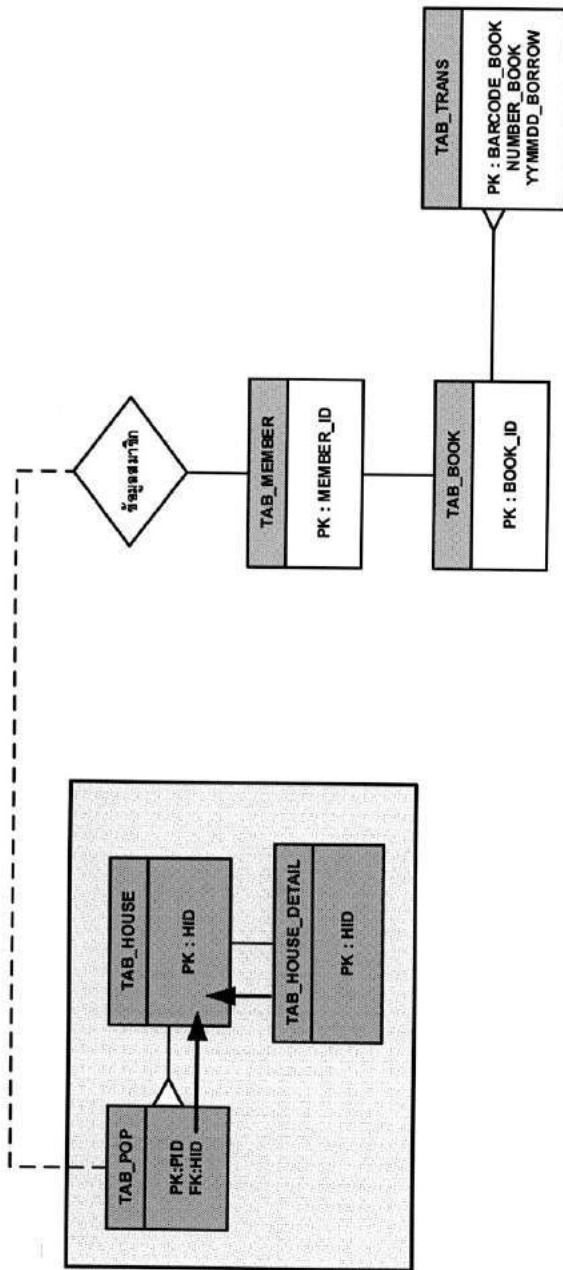 TAB_POP
PK:PID
FK:HID
TAB_HOUSE
PK : HID
TAB_HOUSE_DETAIL
PK : HID
ข้อมูลสมาชิก
TAB_MEMBER
PK : MEMBER_ID
TAB_BOOK
PK : BOOK_ID
TAB_TRANS
PK : BARCODE_BOOK
NUMBER_BOOK
YYMMDD_BORROW